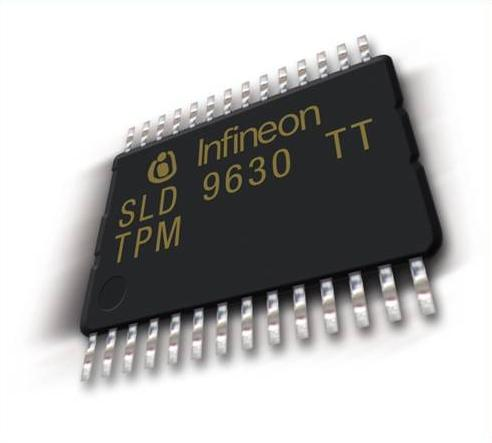 Infineon
SLD 9630 TT
TPM